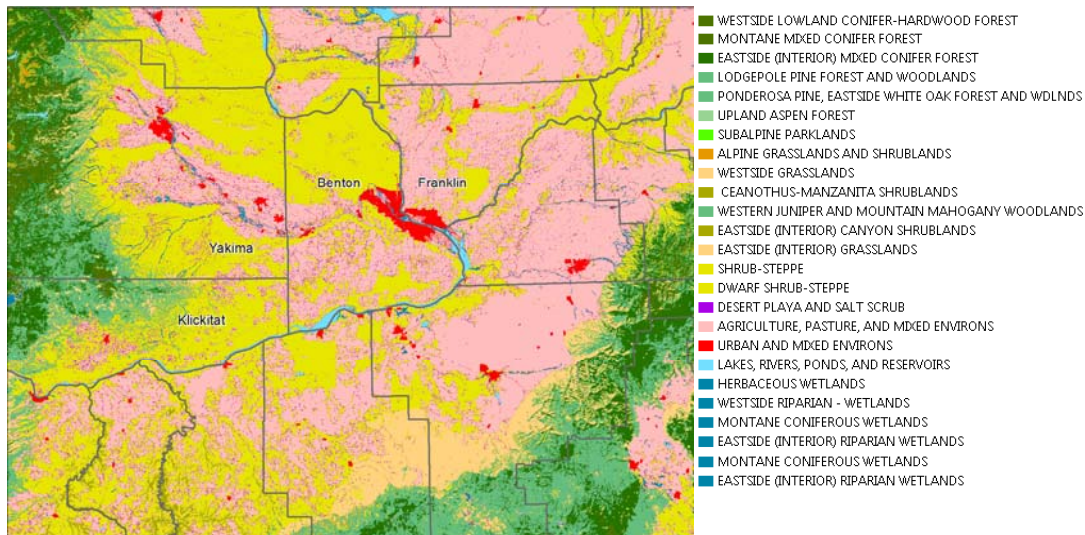 Benton
Franklin
Yakima
Klickitat
WESTSIDE LOWLAND CONIFER-HARDWOOD FOREST
MONTANE MIXED CONIFER FOREST
EASTSIDE (INTERIOR) MIXED CONIFER FOREST
LODGEPOLE PINE FOREST AND WOODLANDS
PONDEROSA PINE, EASTSIDE WHITE OAK FOREST AND WDLNDS
UPLAND ASPEN FOREST
SUBALPINE PARKLANDS
ALPINE GRASSLANDS AND SHRUBLANDS
WESTSIDE GRASSLANDS
CEANOTHUS-MANZANITA SHRUBLANDS
WESTERN JUNIPER AND MOUNTAIN MAHOGANY WOODLANDS
EASTSIDE (INTERIOR) CANYON SHRUBLANDS
EASTSIDE (INTERIOR) GRASSLANDS
SHRUB-STEPPE
DWARF SHRUB-STEPPE
DESERT PLAYA AND SALT SCRUB
AGRICULTURE, PASTURE, AND MIXED ENVIRONS
URBAN AND MIXED ENVIRONS
LAKES, RIVERS, PONDS, AND RESERVOIRS
HERBACEOUS WETLANDS
WESTSIDE RIPARIAN - WETLANDS
MONTANE CONIFEROUS WETLANDS
EASTSIDE (INTERIOR) RIPARIAN WETLANDS
MONTANE CONIFEROUS WETLANDS
EASTSIDE (INTERIOR) RIPARIAN WETLANDS